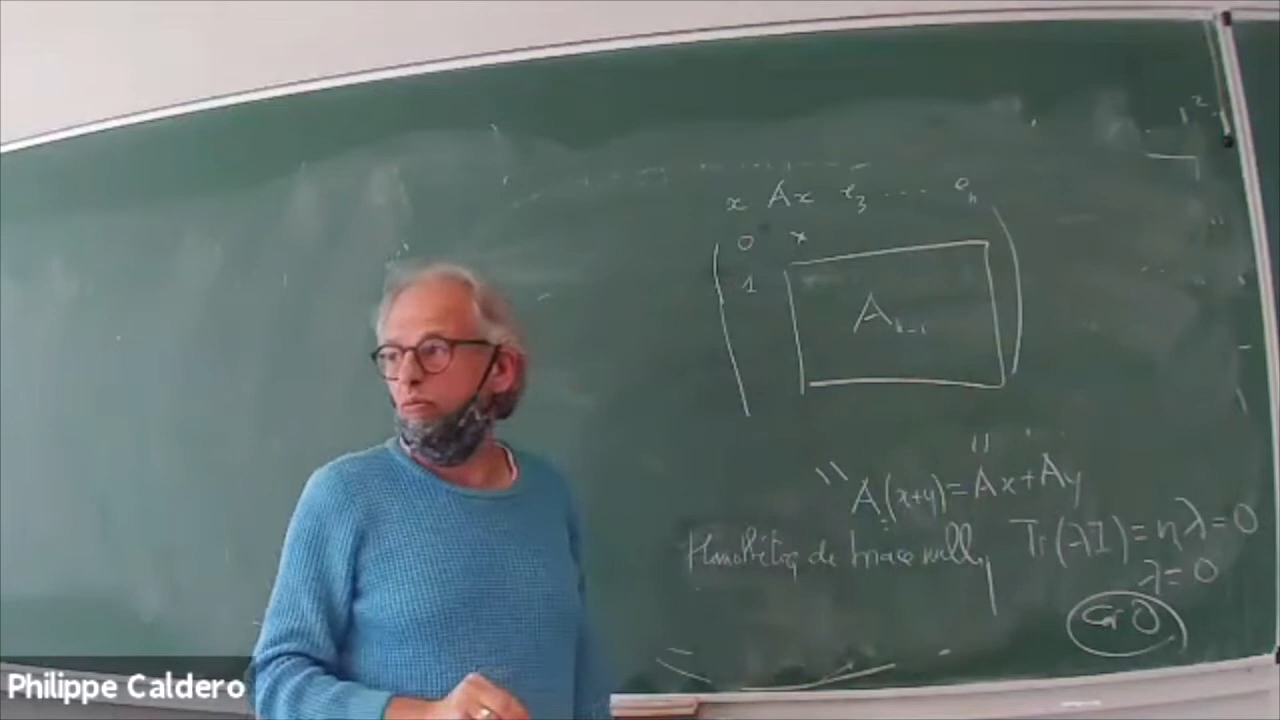 x Ax e₃ .... eₙ
0 *
1
Aₙ₋₁
"A(x+y)=Ax+Ay
Homothétie de trace nulle, Tr(λI)=nλ=0
λ=0
Car 0
Philippe Caldero